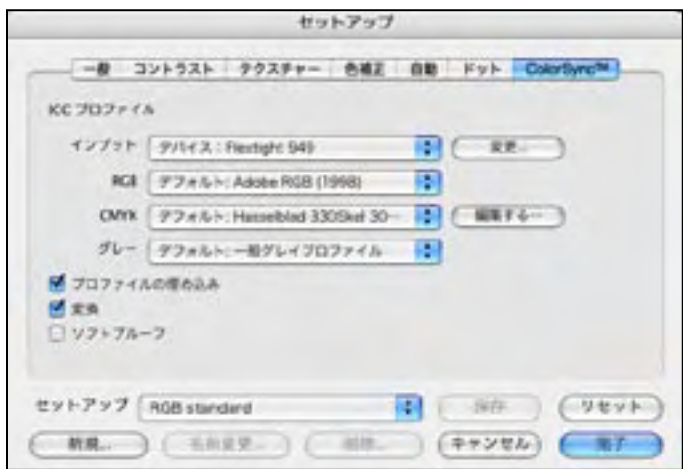 セットアップ
一般 コントラスト テクスチャー 色補正 自動 ドット ColorSync™
ICC プロファイル
インプット デバイス : Flextight 949 変更...
RGB デフォルト: Adobe RGB (1998)
CMYK デフォルト: Hasselblad 330Skel 30… 編集する…
グレー デフォルト: 一般グレイプロファイル
プロファイルの埋め込み
変換
ソフトプルーフ
セットアップ RGB standard 保存 リセット
新規... 名前変更... 削除... キャンセル 完了